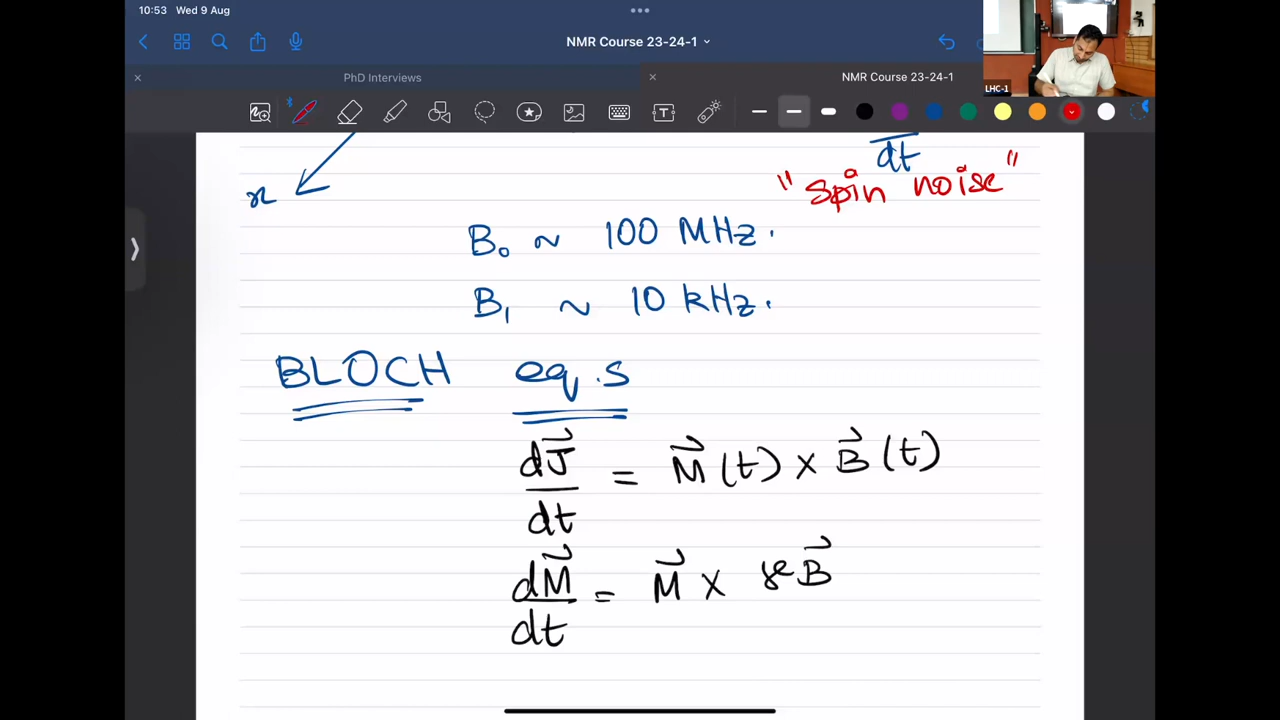 10:53 Wed 9 Aug
NMR Course 23-24-1
PhD Interviews
NMR Course 23-24-1
LHC-1
dt
"Spin noise"
x
B₀ ~ 100 MHz.
B₁ ~ 10 kHz.
BLOCH eq.s
dJ⃗/dt = M⃗(t) × B⃗(t)
dM⃗/dt = M⃗ × γB⃗